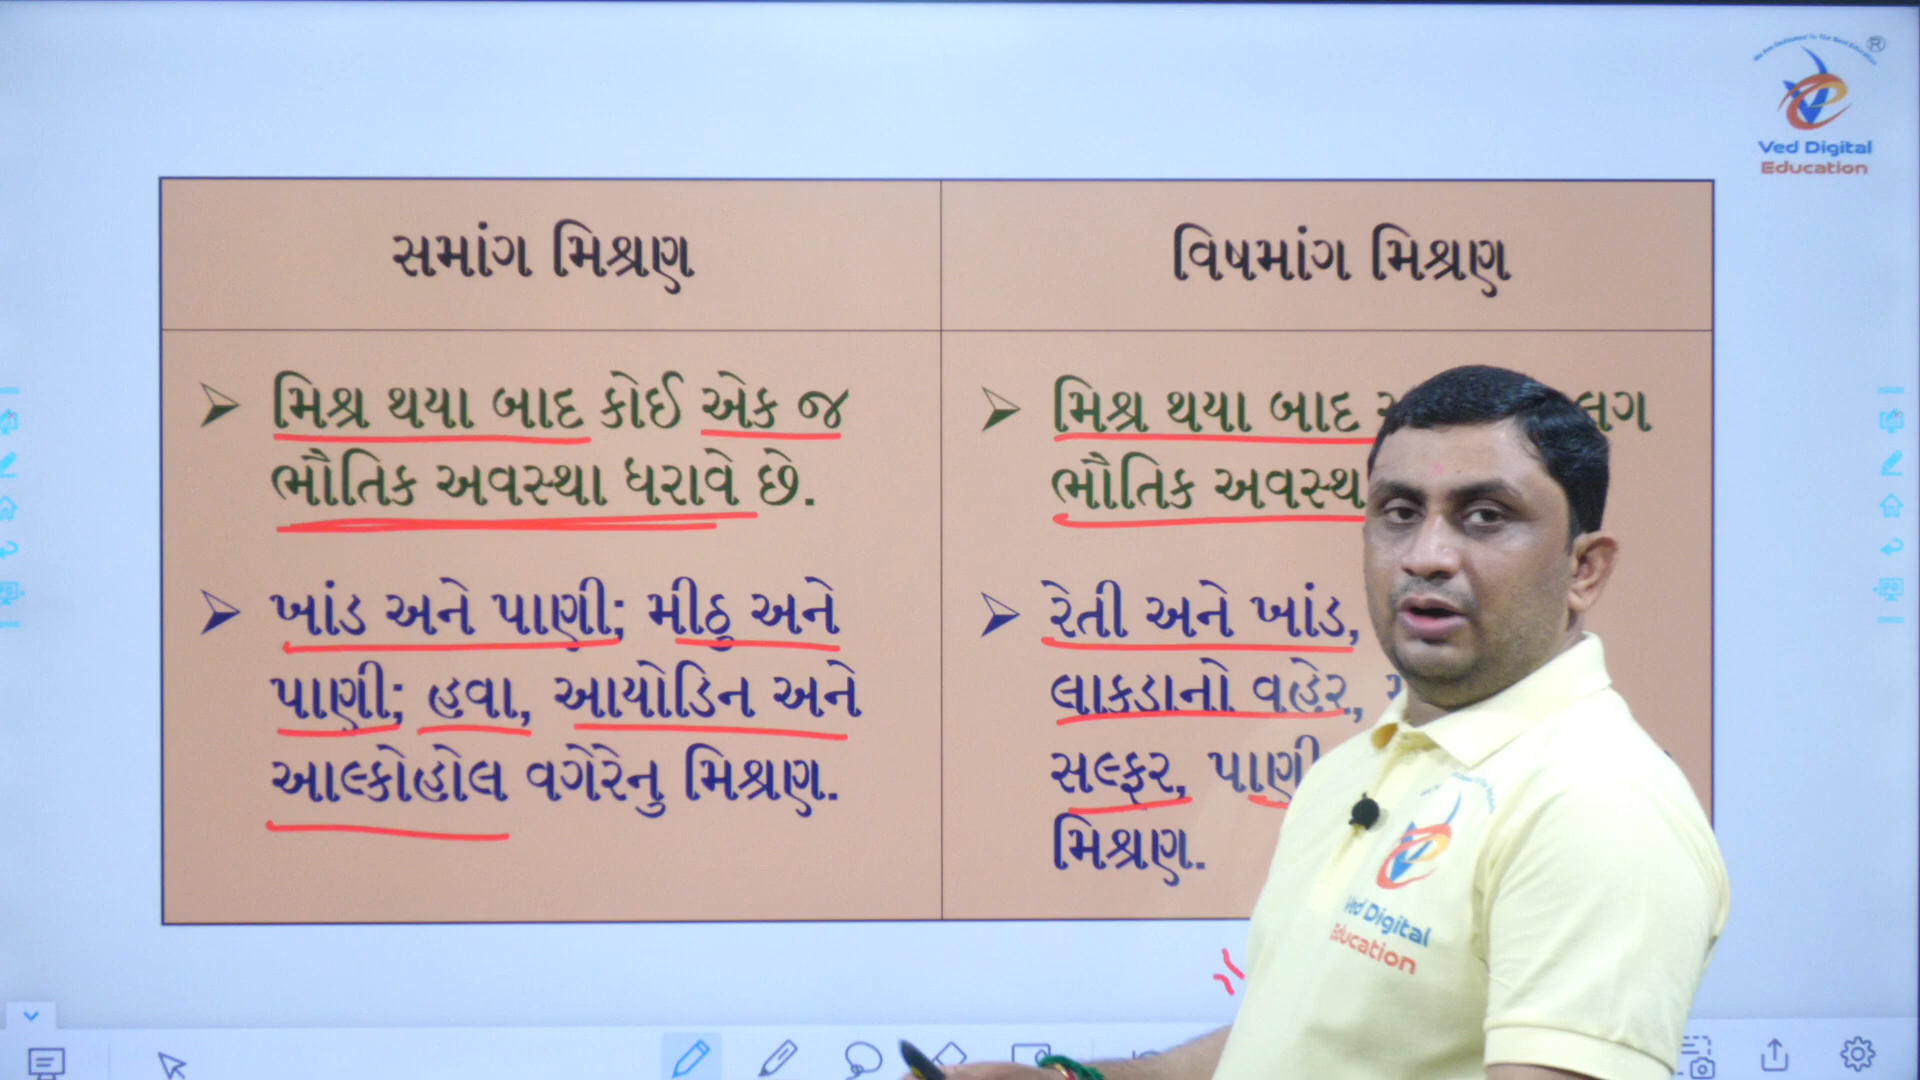 Ved Digital
Education
સમાંગ મિશ્રણ
વિષમાંગ મિશ્રણ
મિશ્ર થયા બાદ કોઈ એક જ
ભૌતિક અવસ્થા ધરાવે છે.
ખાંડ અને પાણી; મીઠુ અને
પાણી; હવા, આયોડિન અને
આલ્કોહોલ વગેરેનુ મિશ્રણ.
મિશ્ર થયા બાદ
ભૌતિક
રેતી અને ખાંડ,
લાકડાનો વહેર,
સલ્ફર, પાણી
મિશ્રણ.
Ved Digital
Education